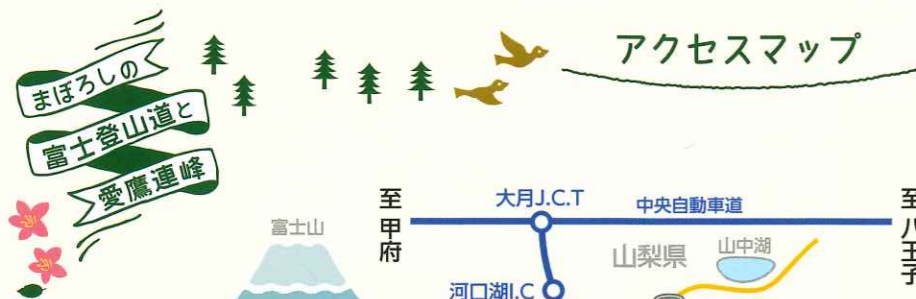 まぼろしの
富士登山道と
愛鷹連峰
アクセスマップ
至甲府
大月J.C.T
中央自動車道
至八王子
富士山
山梨県
山中湖
河口湖I.C